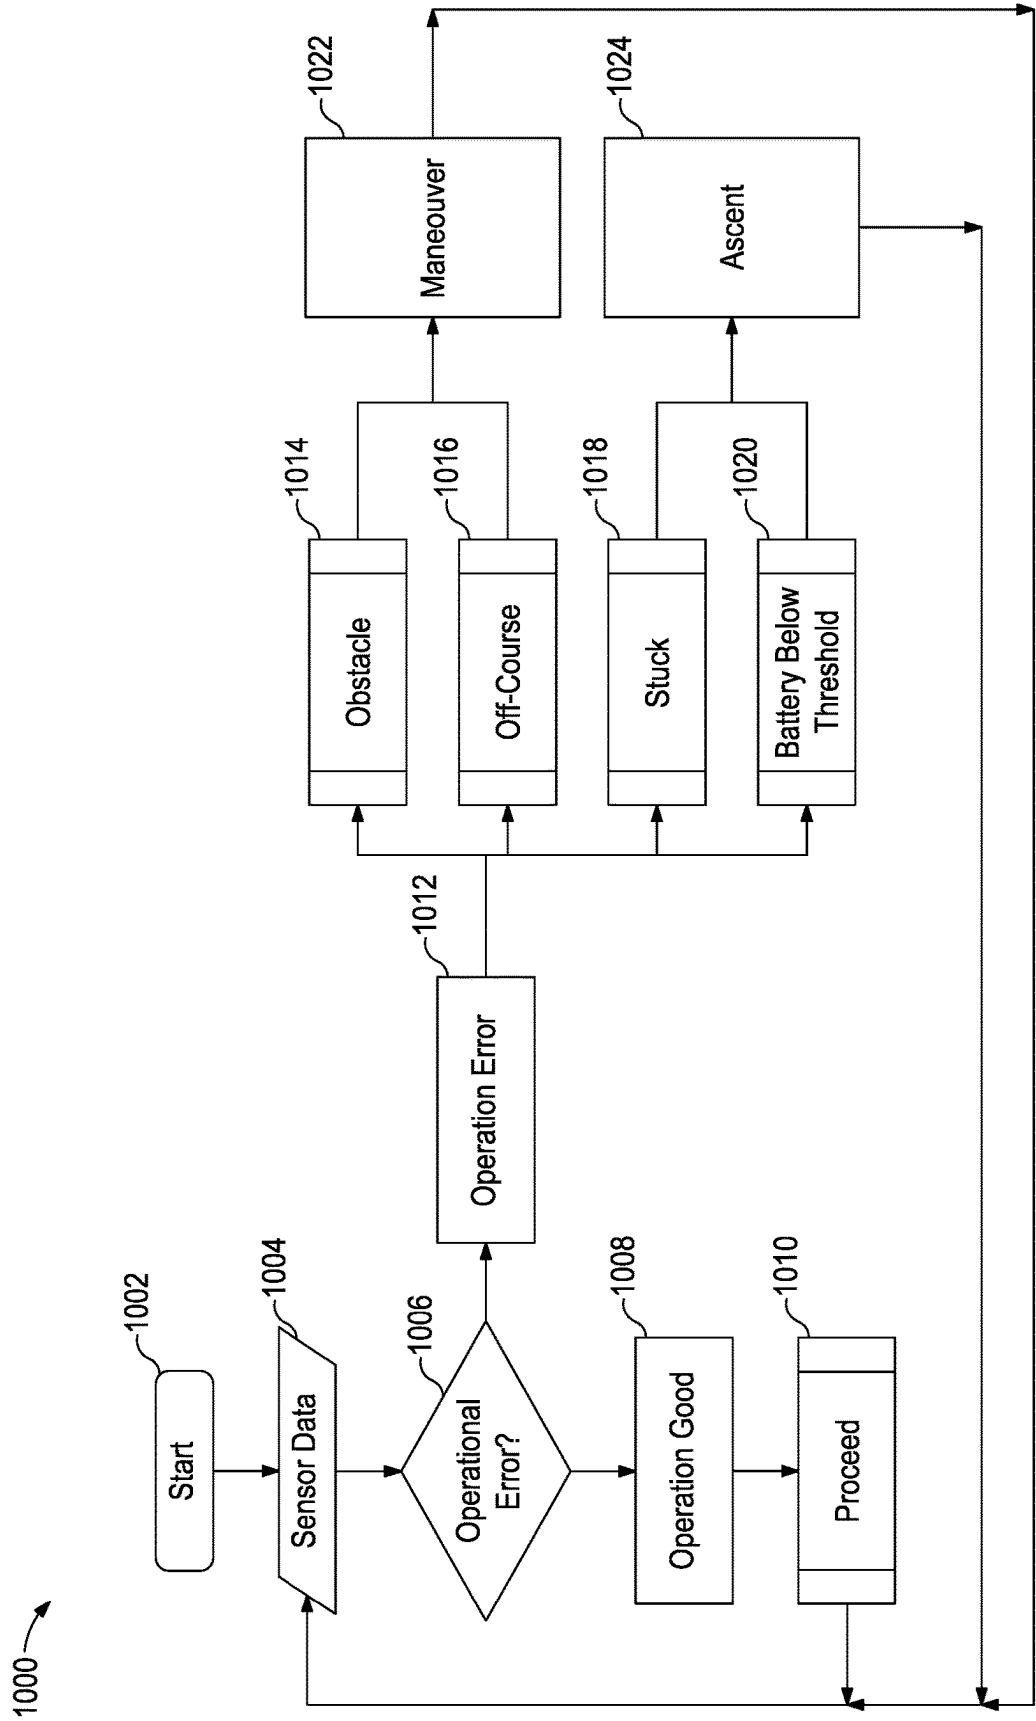 1000
1002
Start
1004
Sensor Data
1006
Operational
Error?
1008
Operation Good
1010
Proceed
1012
Operation Error
1014
Obstacle
1016
Off-Course
1018
Stuck
1020
Battery Below
Threshold
1022
Maneouver
1024
Ascent